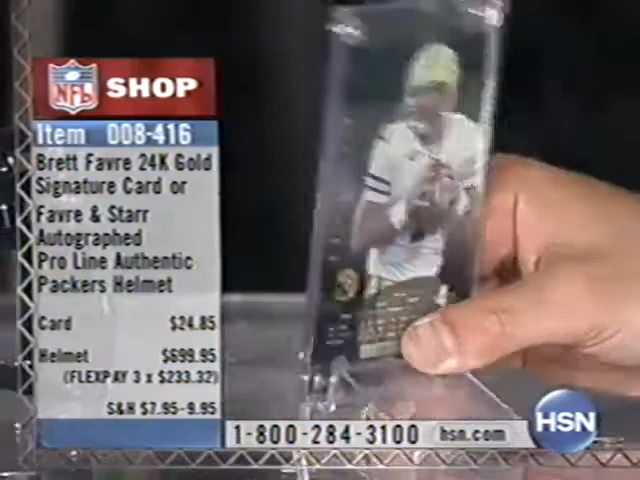 NFL SHOP
Item 008-416
Brett Favre 24K Gold
Signature Card or
Favre & Starr
Autographed
Pro Line Authentic
Packers Helmet
Card $24.85
Helmet $699.95
(FLEXPAY 3 x $233.32)
S&H $7.95-9.95
1-800-284-3100 hsn.com
HSN